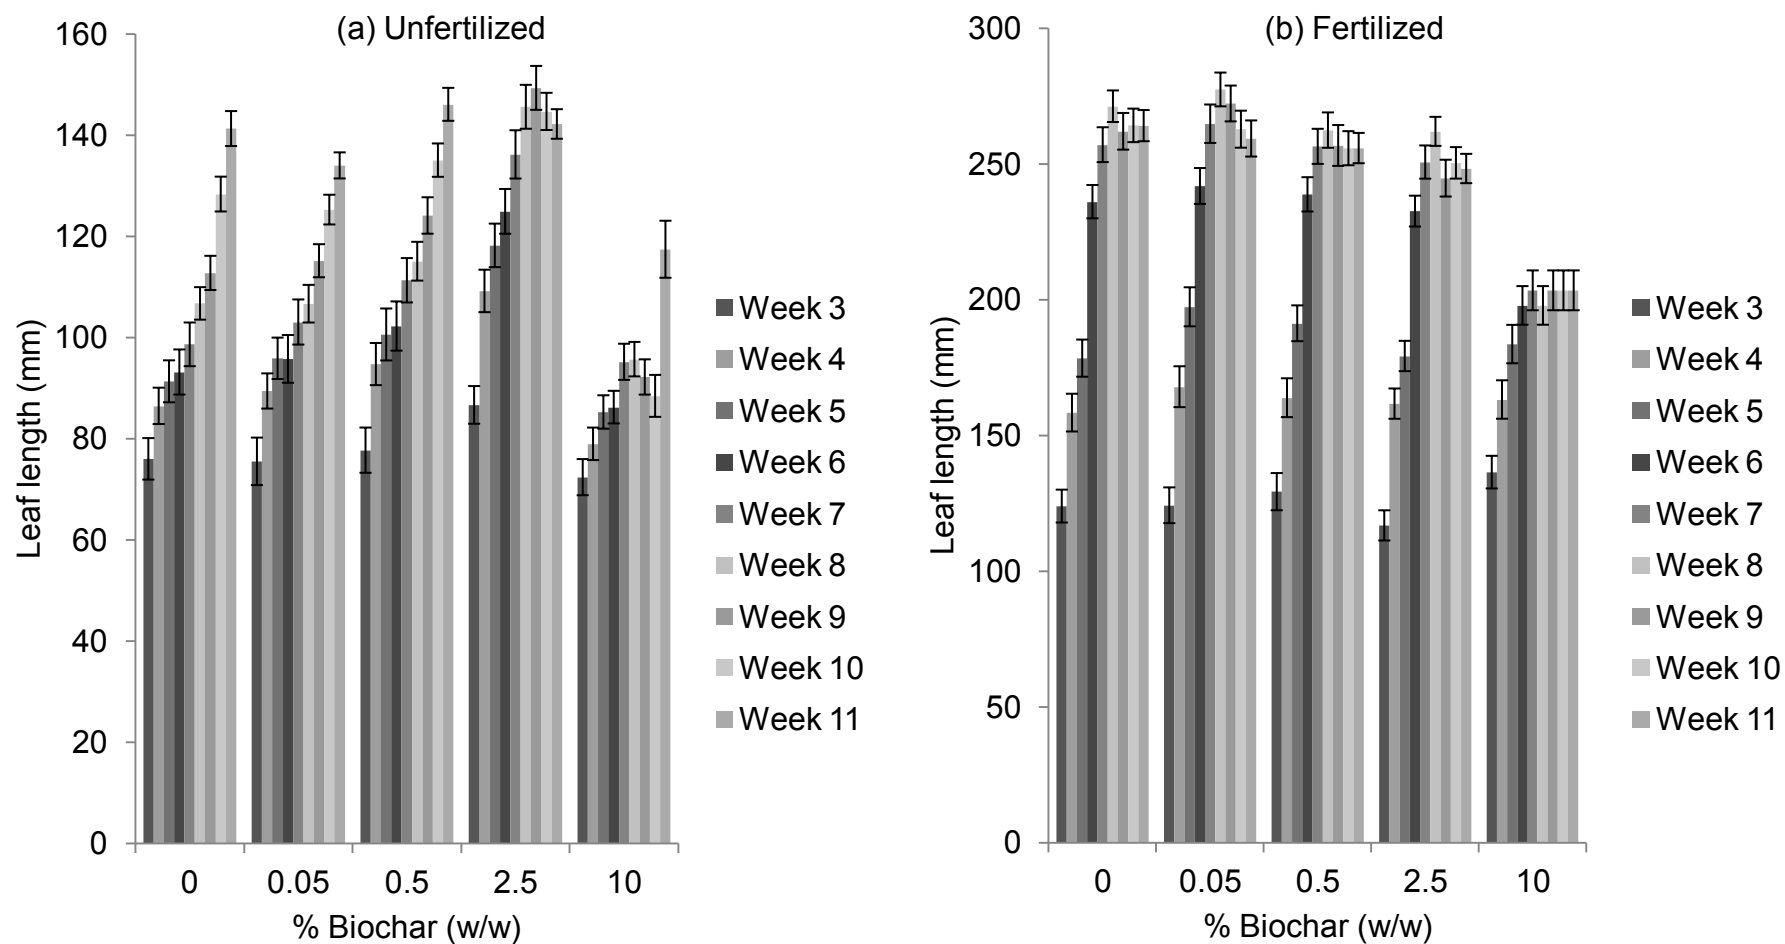 (a) Unfertilized
160
140
120
100
80
60
40
20
0
Leaf length (mm)
0 0.05 0.5 2.5 10
% Biochar (w/w)
Week 3
Week 4
Week 5
Week 6
Week 7
Week 8
Week 9
Week 10
Week 11
(b) Fertilized
300
250
200
150
100
50
0
Leaf length (mm)
0 0.05 0.5 2.5 10
% Biochar (w/w)
Week 3
Week 4
Week 5
Week 6
Week 7
Week 8
Week 9
Week 10
Week 11